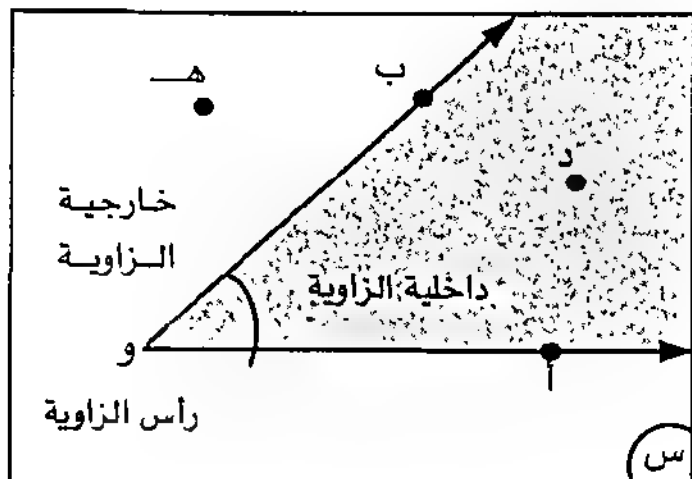 هـ
ب
د
خارجية
الزاوية
داخلية الزاوية
و
أ
رأس الزاوية
س